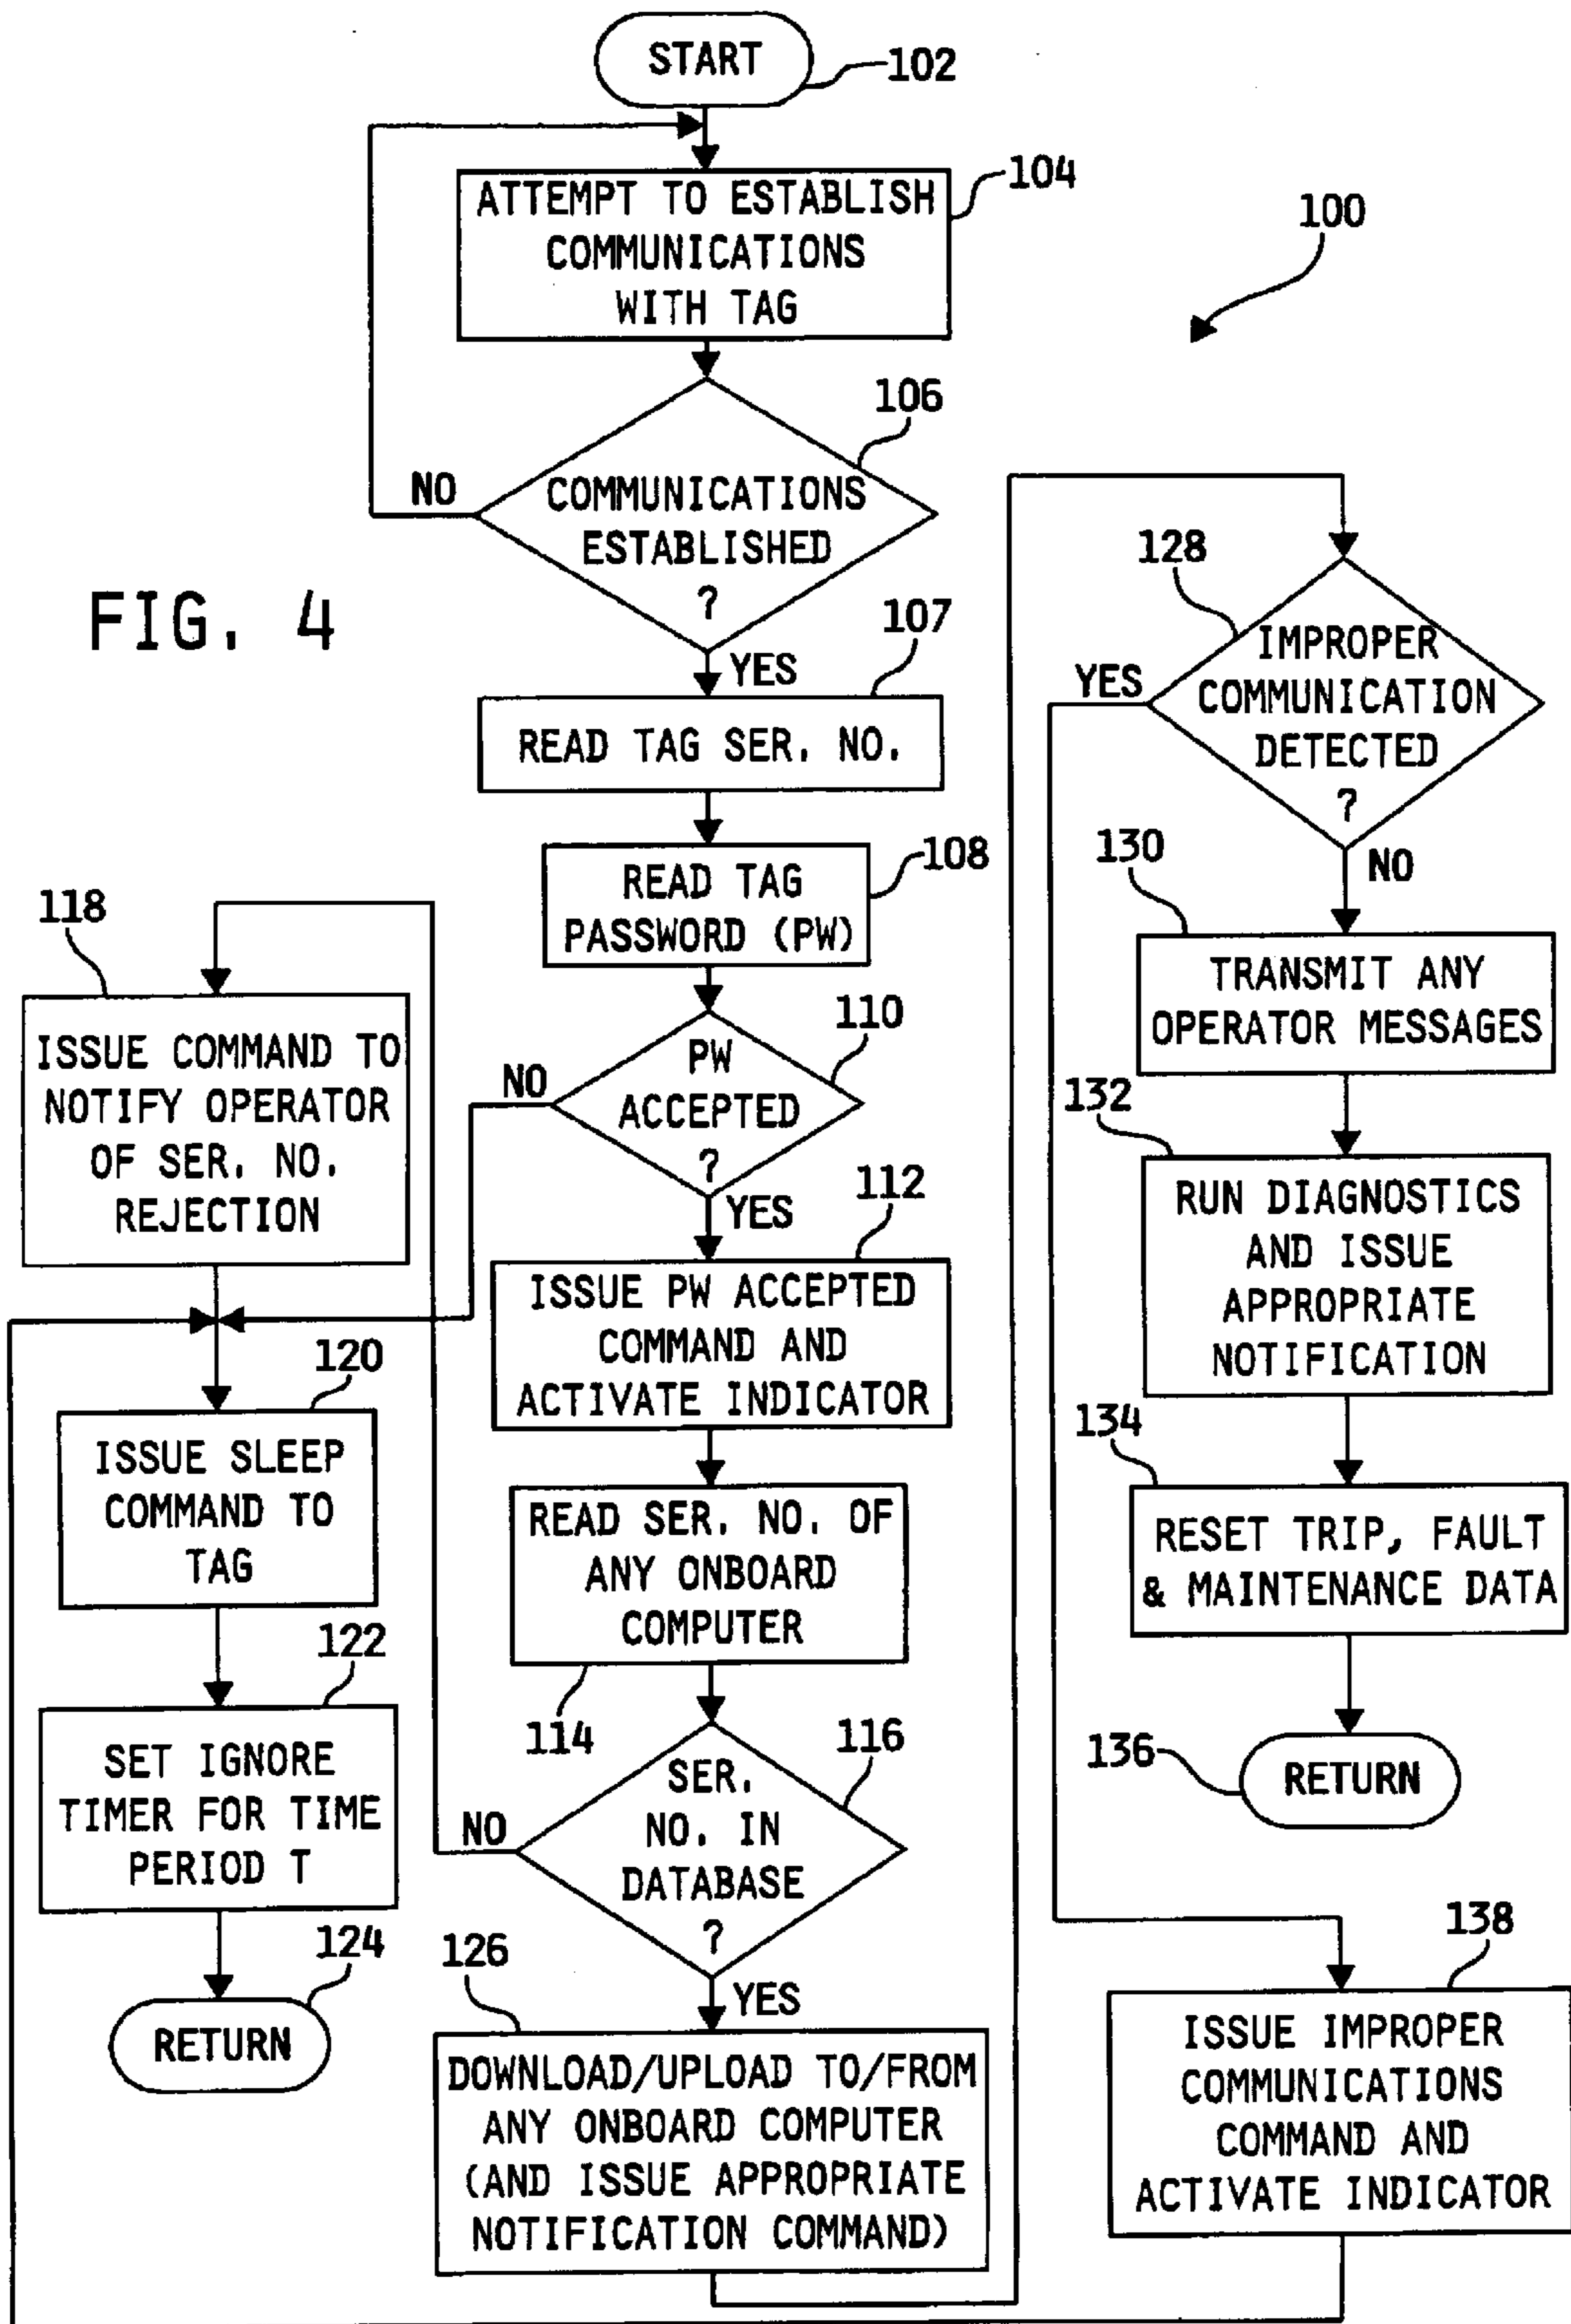 START
102
ATTEMPT TO ESTABLISH
COMMUNICATIONS
WITH TAG
104
100
COMMUNICATIONS
ESTABLISHED
?
106
NO
YES
FIG. 4
READ TAG SER. NO.
107
READ TAG
PASSWORD (PW)
108
PW
ACCEPTED
?
110
NO
YES
118
ISSUE COMMAND TO
NOTIFY OPERATOR
OF SER. NO.
REJECTION
112
ISSUE PW ACCEPTED
COMMAND AND
ACTIVATE INDICATOR
120
ISSUE SLEEP
COMMAND TO
TAG
READ SER. NO. OF
ANY ONBOARD
COMPUTER
114
122
SET IGNORE
TIMER FOR TIME
PERIOD T
116
SER.
NO. IN
DATABASE
?
NO
YES
124
RETURN
126
DOWNLOAD/UPLOAD TO/FROM
ANY ONBOARD COMPUTER
(AND ISSUE APPROPRIATE
NOTIFICATION COMMAND)
128
IMPROPER
COMMUNICATION
DETECTED
?
YES
NO
130
TRANSMIT ANY
OPERATOR MESSAGES
132
RUN DIAGNOSTICS
AND ISSUE
APPROPRIATE
NOTIFICATION
134
RESET TRIP, FAULT
& MAINTENANCE DATA
136
RETURN
138
ISSUE IMPROPER
COMMUNICATIONS
COMMAND AND
ACTIVATE INDICATOR